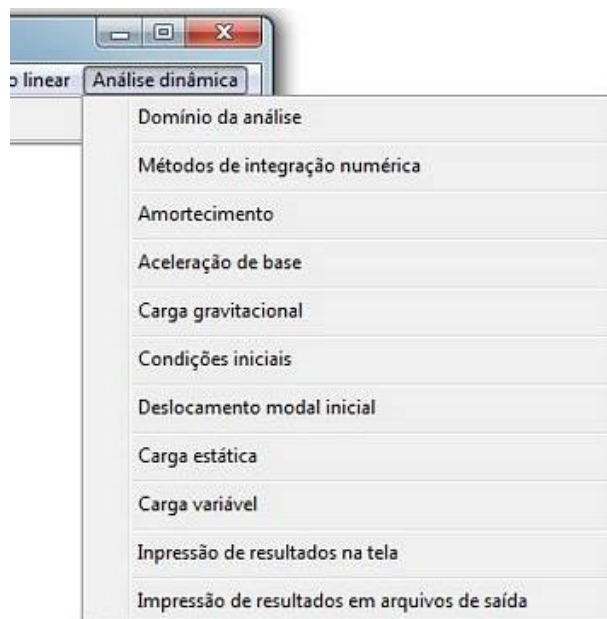 o linear Análise dinâmica
Domínio da análise
Métodos de integração numérica
Amortecimento
Aceleração de base
Carga gravitacional
Condições iniciais
Deslocamento modal inicial
Carga estática
Carga variável
Inpressão de resultados na tela
Impressão de resultados em arquivos de saída